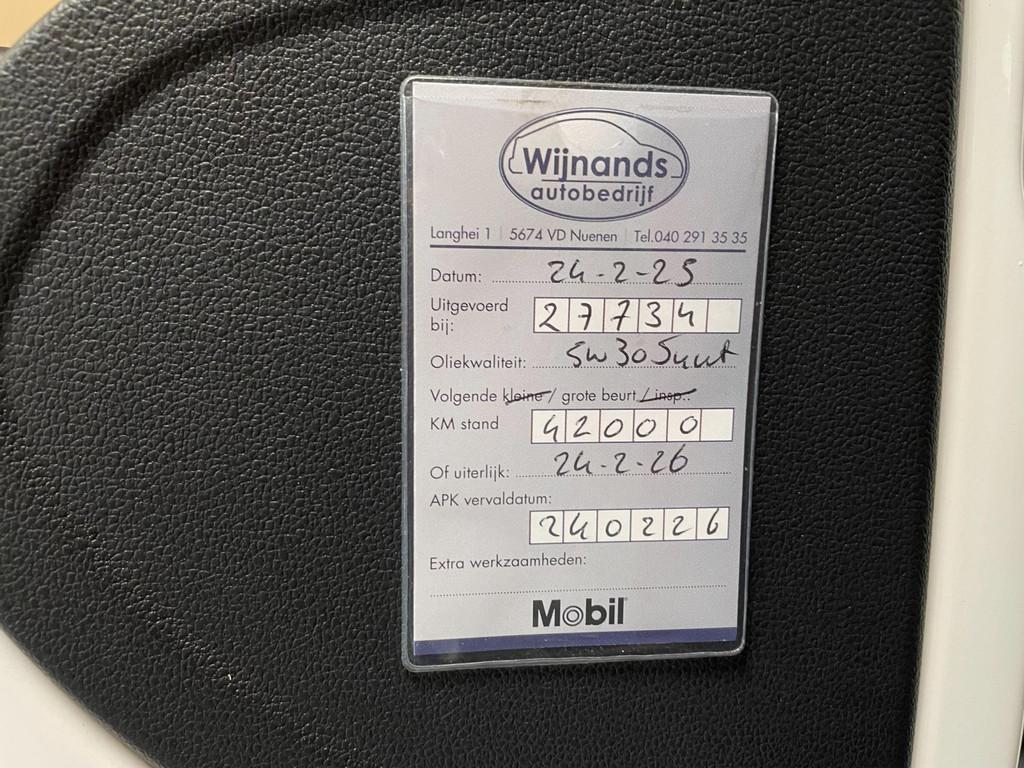 Wijnands
autobedrijf
Langhei 1 | 5674 VD Nuenen | Tel.040 291 35 35
Datum: 24-2-25
Uitgevoerd
bij: 27734
Oliekwaliteit: 5w30 Synt
Volgende kleine / grote beurt / insp.:
KM stand 42000
Of uiterlijk: 24-2-26
APK vervaldatum:
240226
Extra werkzaamheden:
Mobil